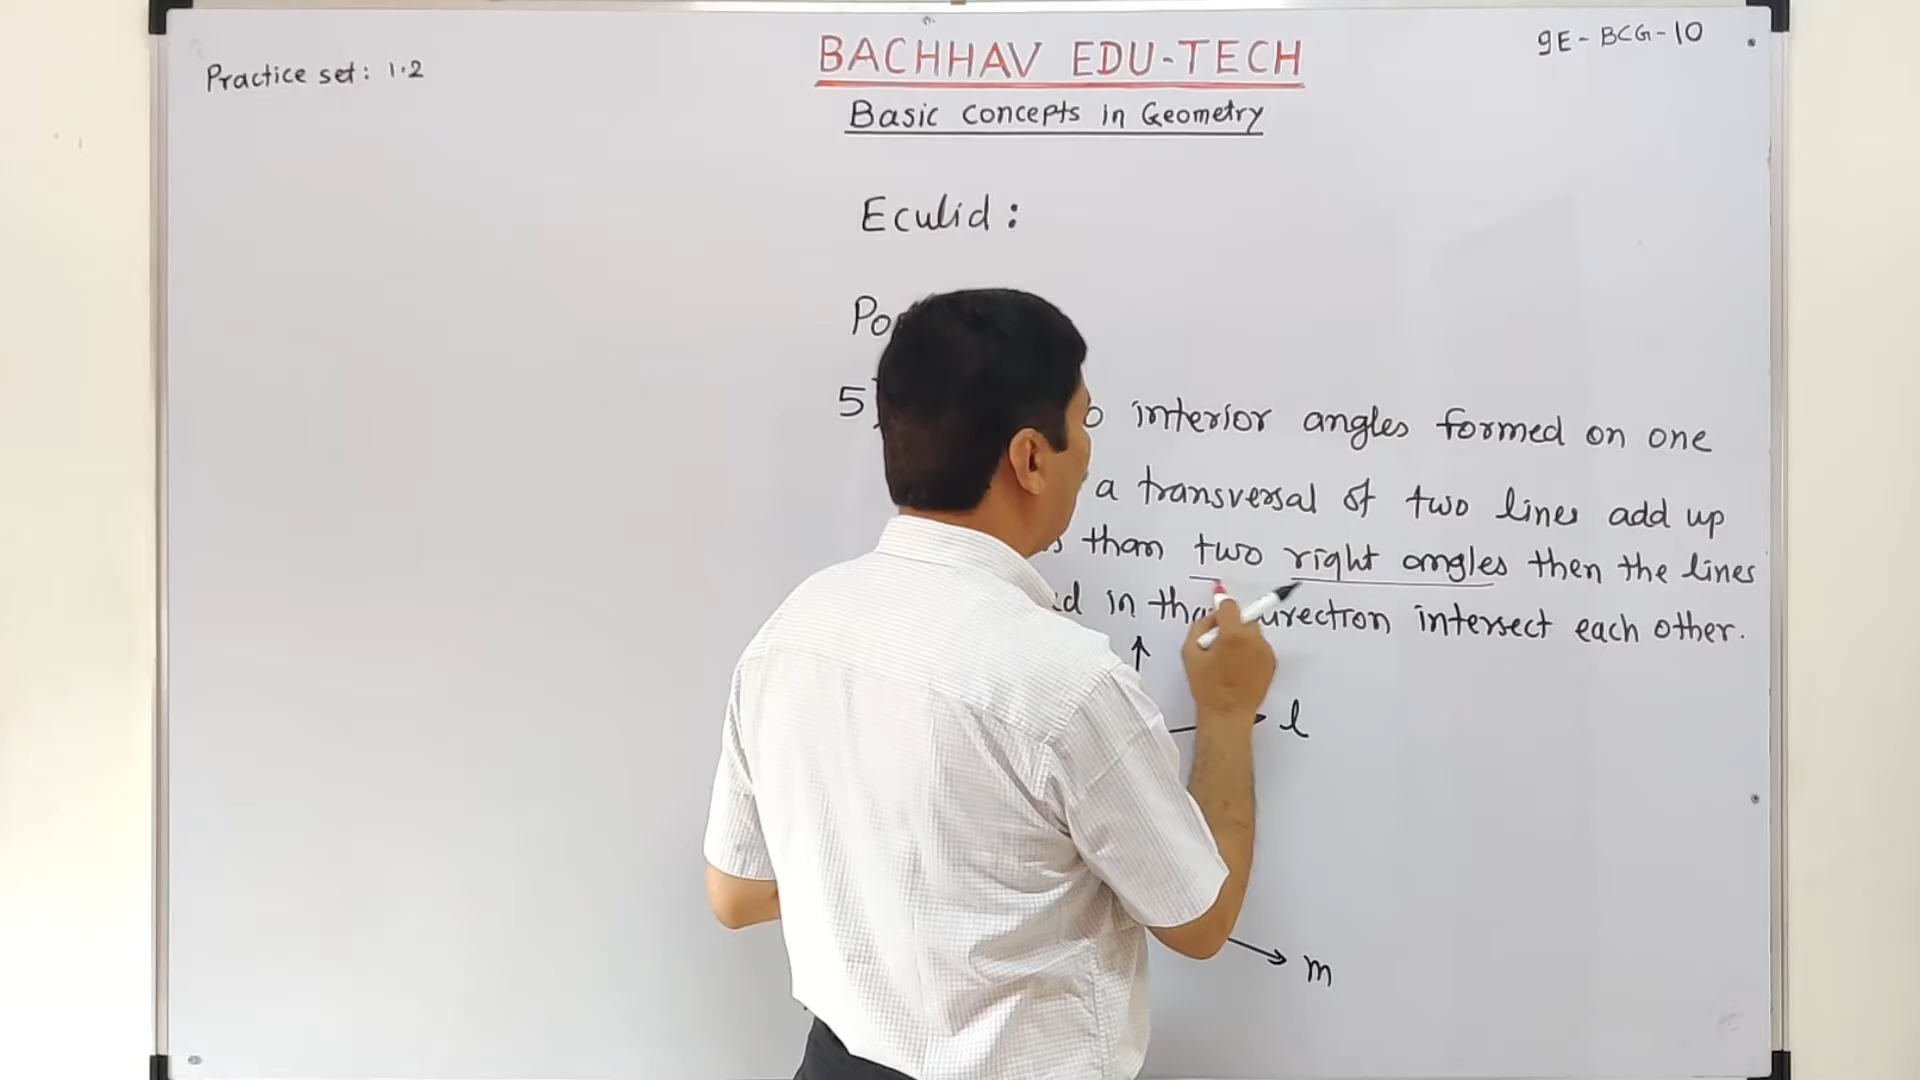 Practice set: 1.2
BACHHAV EDU-TECH
9E-BCG-10
Basic Concepts in Geometry
Eculid:
Po
5
interior angles formed on one
a transversal of two lines add up
than two right angles then the lines
in direction intersect each other.
l
m